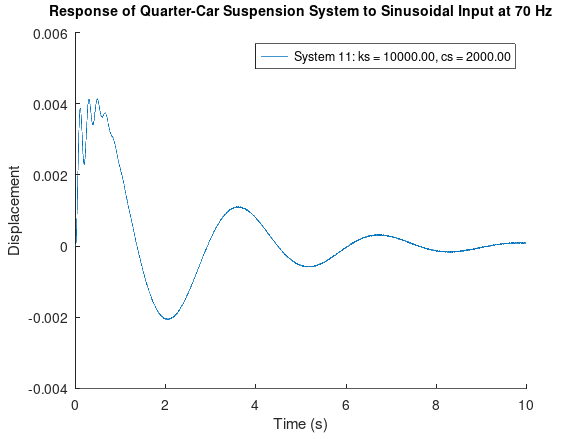 Response of Quarter-Car Suspension System to Sinusoidal Input at 70 Hz
0.006
System 11: ks = 10000.00, cs = 2000.00
0.004
0.002
0
-0.002
-0.004
Displacement
0 2 4 6 8 10
Time (s)